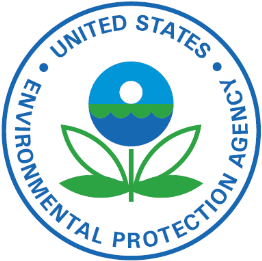 UNITED STATES
ENVIRONMENTAL PROTECTION AGENCY